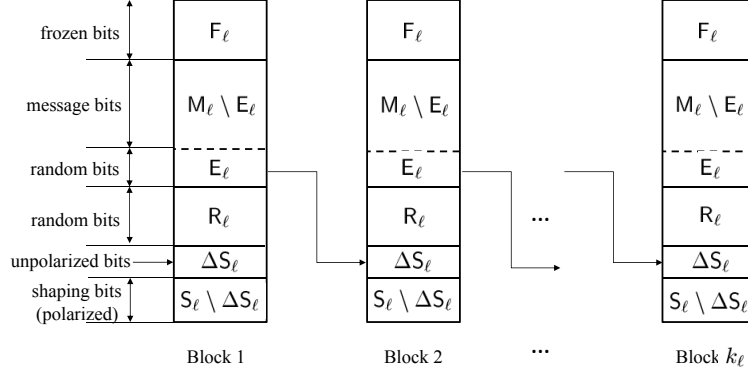 frozen bits
F_ℓ
F_ℓ
F_ℓ
message bits
M_ℓ \ E_ℓ
M_ℓ \ E_ℓ
M_ℓ \ E_ℓ
random bits
E_ℓ
E_ℓ
E_ℓ
random bits
R_ℓ
R_ℓ
...
R_ℓ
unpolarized bits
ΔS_ℓ
ΔS_ℓ
ΔS_ℓ
shaping bits
(polarized)
S_ℓ \ ΔS_ℓ
S_ℓ \ ΔS_ℓ
S_ℓ \ ΔS_ℓ
Block 1
Block 2
...
Block k_ℓ